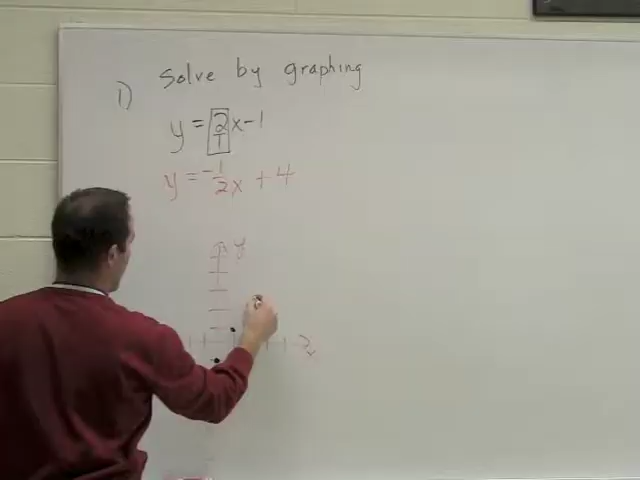 Solve by graphing
1)
y = 2/1 x - 1
y = -1/2 x + 4
y
x